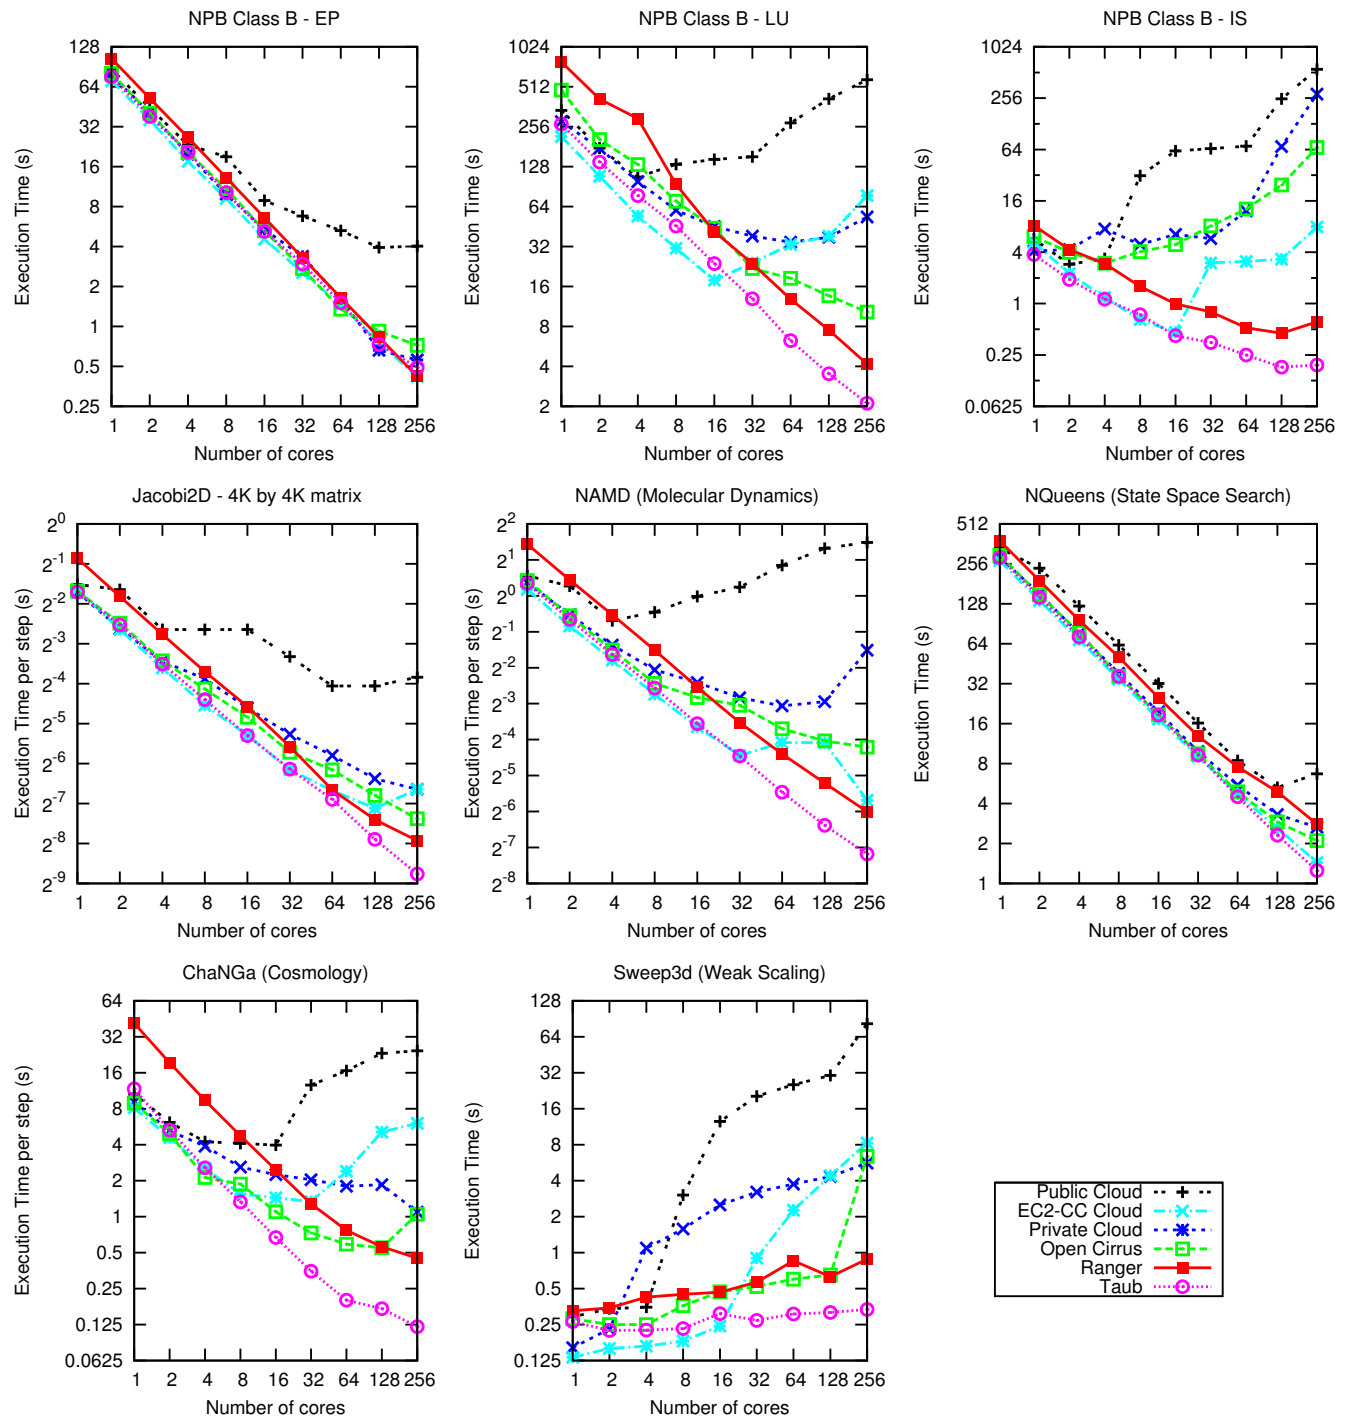 NPB Class B - EP
128
64
32
16
8
4
2
1
0.5
0.25
Execution Time (s)
1 2 4 8 16 32 64 128 256
Number of cores
NPB Class B - LU
1024
512
256
128
64
32
16
8
4
2
Execution Time (s)
1 2 4 8 16 32 64 128 256
Number of cores
NPB Class B - IS
1024
256
64
16
4
1
0.25
0.0625
Execution Time (s)
1 2 4 8 16 32 64 128 256
Number of cores
Jacobi2D - 4K by 4K matrix
2^0
2^-1
2^-2
2^-3
2^-4
2^-5
2^-6
2^-7
2^-8
2^-9
Execution Time per step (s)
1 2 4 8 16 32 64 128 256
Number of cores
NAMD (Molecular Dynamics)
2^2
2^1
2^0
2^-1
2^-2
2^-3
2^-4
2^-5
2^-6
2^-7
2^-8
Execution Time per step (s)
1 2 4 8 16 32 64 128 256
Number of cores
NQueens (State Space Search)
512
256
128
64
32
16
8
4
2
1
Execution Time (s)
1 2 4 8 16 32 64 128 256
Number of cores
ChaNGa (Cosmology)
64
32
16
8
4
2
1
0.5
0.25
0.125
0.0625
Execution Time per step (s)
1 2 4 8 16 32 64 128 256
Number of cores
Sweep3d (Weak Scaling)
128
64
32
16
8
4
2
1
0.5
0.25
0.125
Execution Time (s)
1 2 4 8 16 32 64 128 256
Number of cores
Public Cloud
EC2-CC Cloud
Private Cloud
Open Cirrus
Ranger
Taub